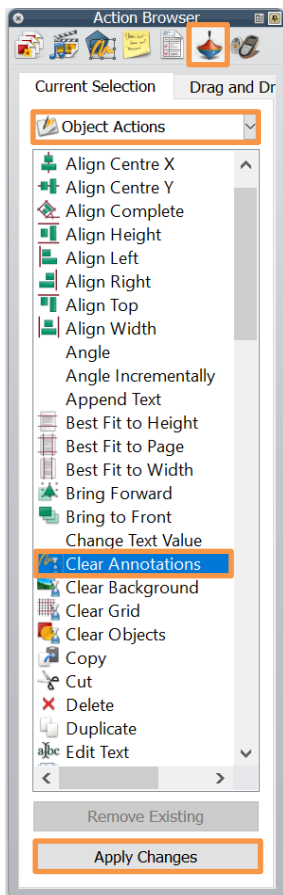 Action Browser
Current Selection
Drag and Dr
Object Actions
Align Centre X
Align Centre Y
Align Complete
Align Height
Align Left
Align Right
Align Top
Align Width
Angle
Angle Incrementally
Append Text
Best Fit to Height
Best Fit to Page
Best Fit to Width
Bring Forward
Bring to Front
Change Text Value
Clear Annotations
Clear Background
Clear Grid
Clear Objects
Copy
Cut
Delete
Duplicate
Edit Text
Remove Existing
Apply Changes